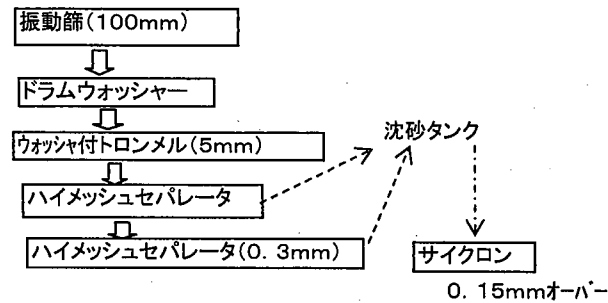 振動篩(100mm)
ドラムウォッシャー
ウォッシャ付トロンメル(5mm)
沈砂タンク
ハイメッシュセパレータ
ハイメッシュセパレータ(0.3mm)
サイクロン
0.15mmオーバー